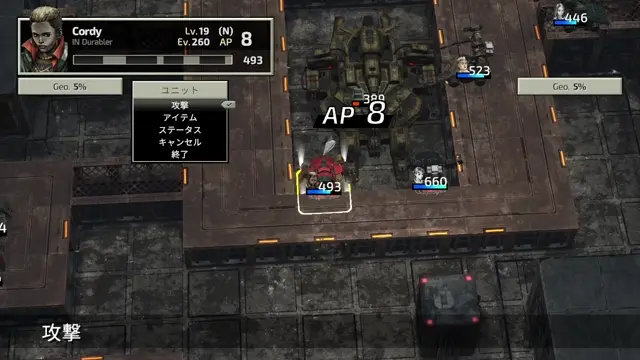 Cordy
Lv.19 (N)
IN Durabler
Ev.260 AP 8
493
Geo. 5%
ユニット
攻撃
アイテム
ステータス
キャンセル
終了
446
523
389
AP 8
Geo. 5%
493
660
4
攻撃